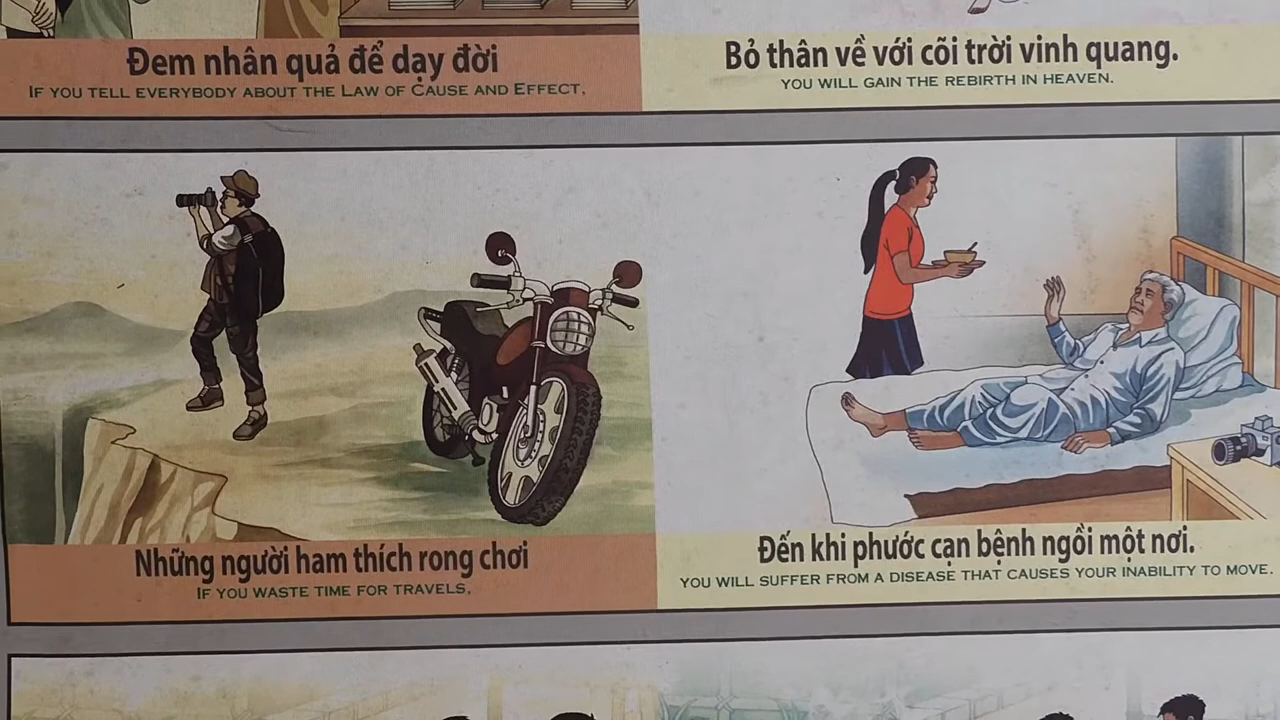 Đem nhân quả để dạy đời
IF YOU TELL EVERYBODY ABOUT THE LAW OF CAUSE AND EFFECT,
Bỏ thân về với cõi trời vinh quang.
YOU WILL GAIN THE REBIRTH IN HEAVEN.
Những người ham thích rong chơi
IF YOU WASTE TIME FOR TRAVELS,
Đến khi phước cạn bệnh ngồi một nơi.
YOU WILL SUFFER FROM A DISEASE THAT CAUSES YOUR INABILITY TO MOVE.